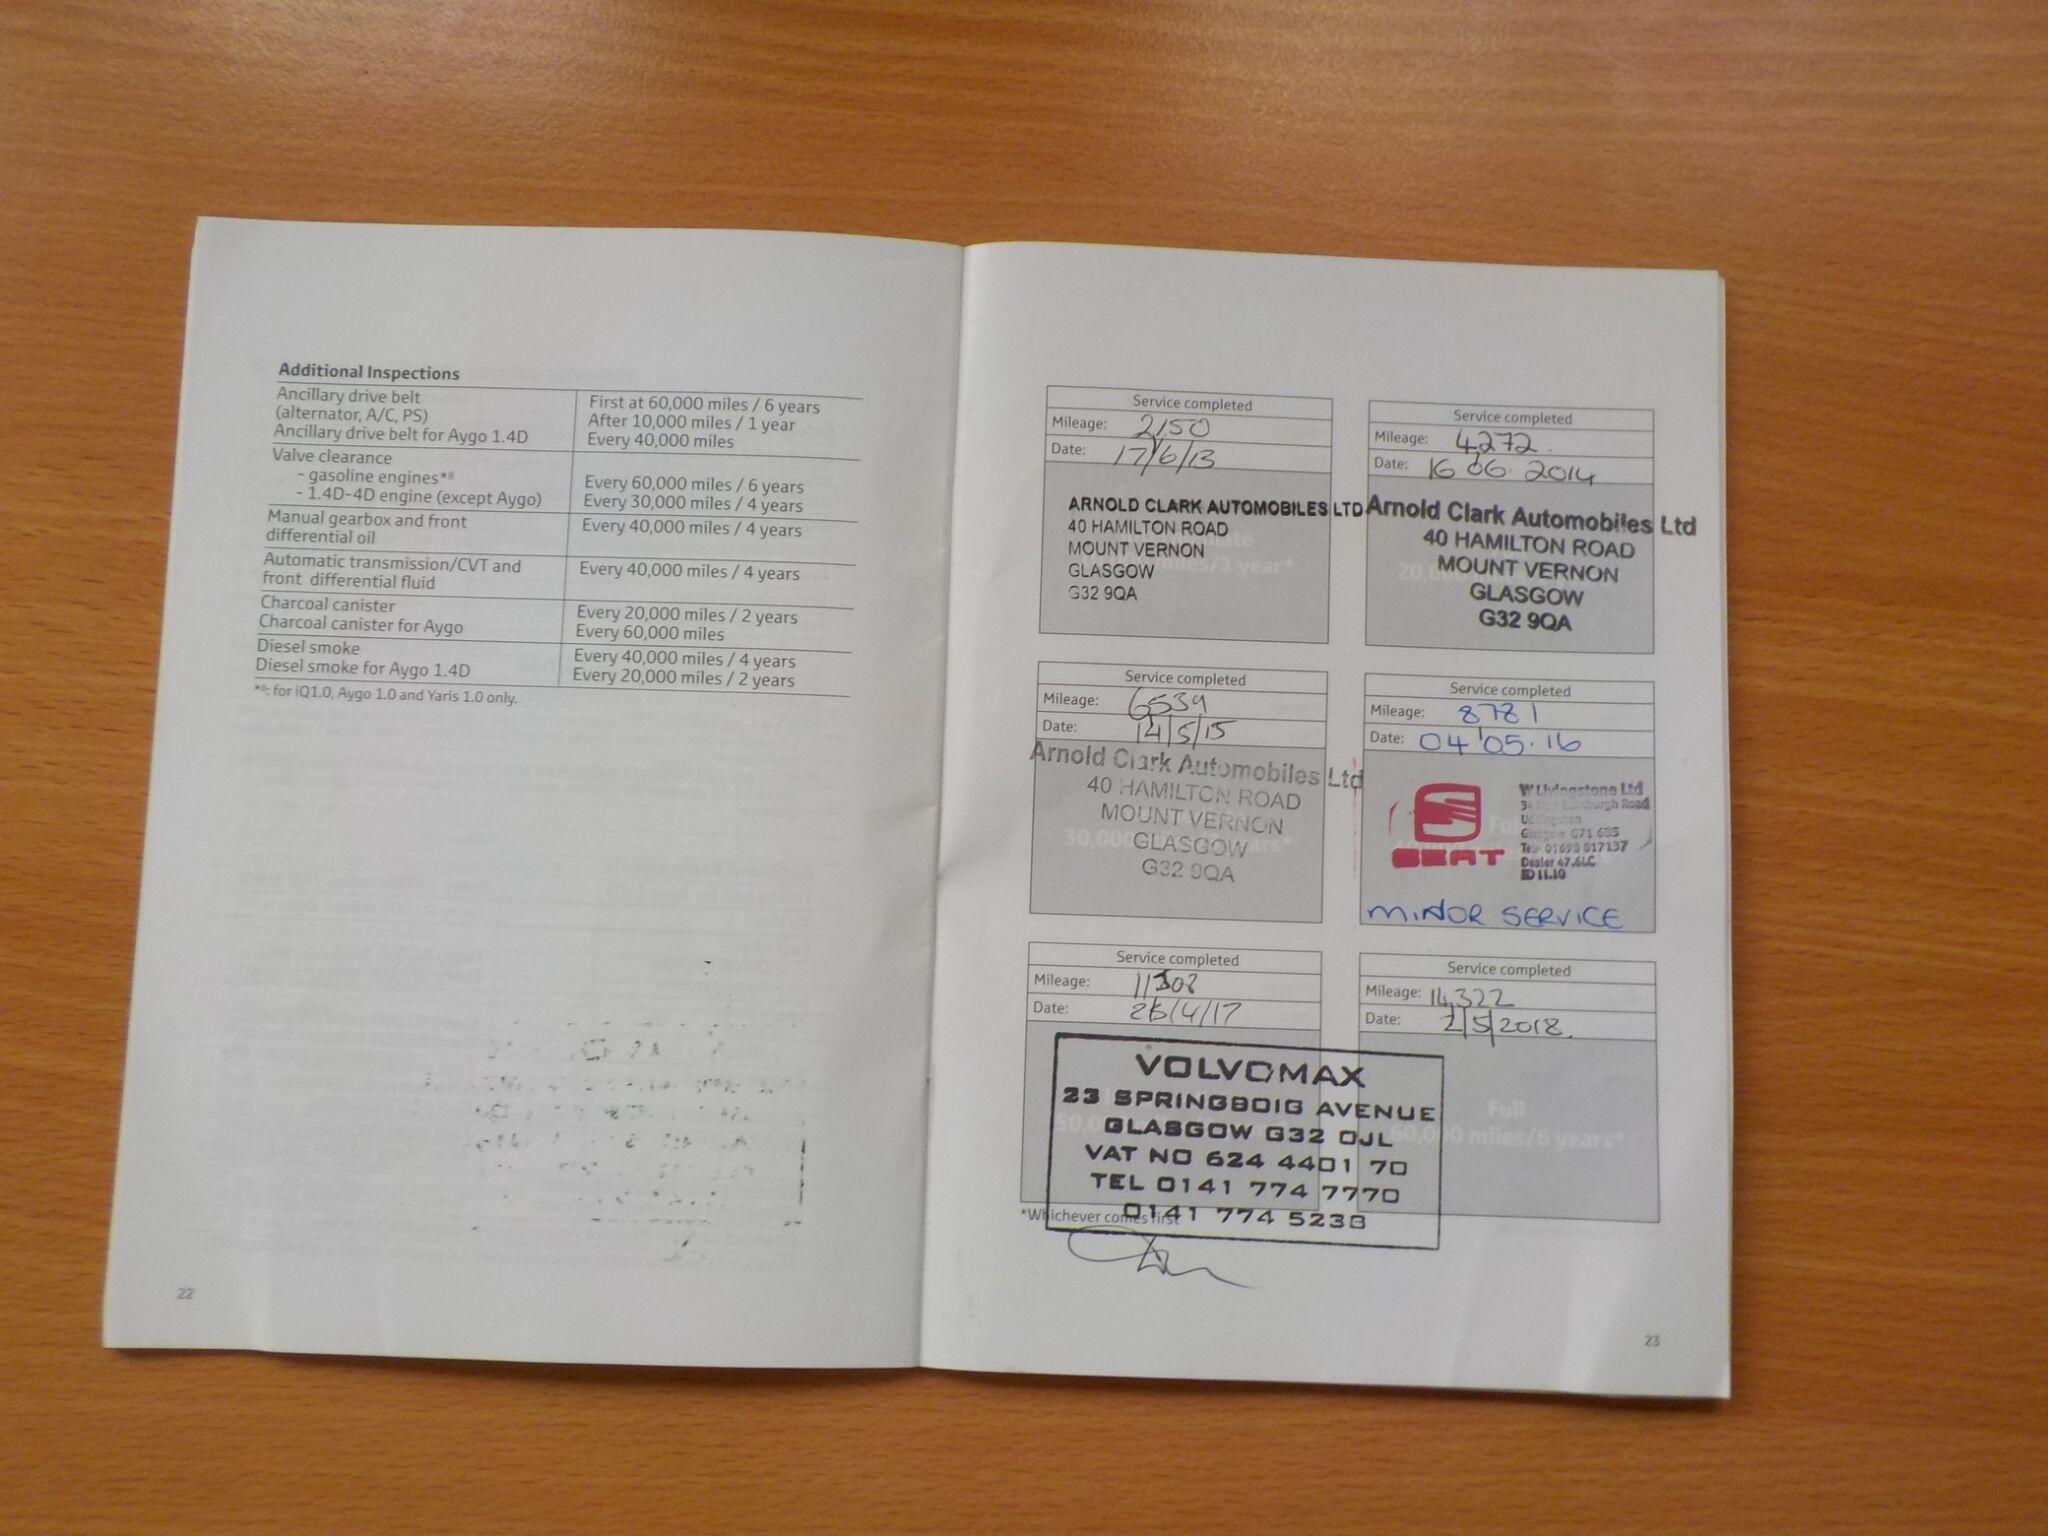 Additional Inspections
Ancillary drive belt First at 60,000 miles / 6 years
(alternator, A/C, PS) After 10,000 miles / 1 year
Ancillary drive belt for Aygo 1.4D Every 40,000 miles
Valve clearance
- gasoline engines*⁸ Every 60,000 miles / 6 years
- 1.4D-4D engine (except Aygo) Every 30,000 miles / 4 years
Manual gearbox and front Every 40,000 miles / 4 years
differential oil
Automatic transmission/CVT and Every 40,000 miles / 4 years
front differential fluid
Charcoal canister Every 20,000 miles / 2 years
Charcoal canister for Aygo Every 60,000 miles
Diesel smoke Every 40,000 miles / 4 years
Diesel smoke for Aygo 1.4D Every 20,000 miles / 2 years
*⁸: for iQ1.0, Aygo 1.0 and Yaris 1.0 only.
22
Service completed
Mileage: 2150
Date: 17/6/13
ARNOLD CLARK AUTOMOBILES LTD
40 HAMILTON ROAD
MOUNT VERNON
GLASGOW
G32 9QA
Service completed
Mileage: 4272
Date: 16 06. 2014
Arnold Clark Automobiles Ltd
40 HAMILTON ROAD
MOUNT VERNON
GLASGOW
G32 9QA
Service completed
Mileage: 6539
Date: 14/5/15
Arnold Clark Automobiles Ltd
40 HAMILTON ROAD
MOUNT VERNON
GLASGOW
G32 9QA
Service completed
Mileage: 8781
Date: 04 05.16
SEAT
W Livingstone Ltd
Edinburgh Road
Glasgow G71 6BS
Tel: 01698 817137
Dealer
MINOR SERVICE
Service completed
Mileage: 11308
Date: /4/17
Service completed
Mileage: 14,322
Date: 2/5/2018.
Full
60,000 miles/6 years*
VOLVOMAX
23 SPRINGBOIG AVENUE
GLASGOW G32 0JL
VAT NO 624 4401 70
TEL 0141 774 7770
0141 774 5238
*Whichever comes first
23